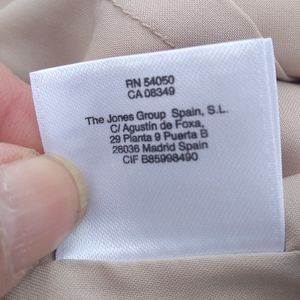 RN 54050
CA 08349
The Jones Group Spain, S.L.
C/ Agustín de Foxa,
29 Planta 9 Puerta B
28036 Madrid Spain
CIF B85998490